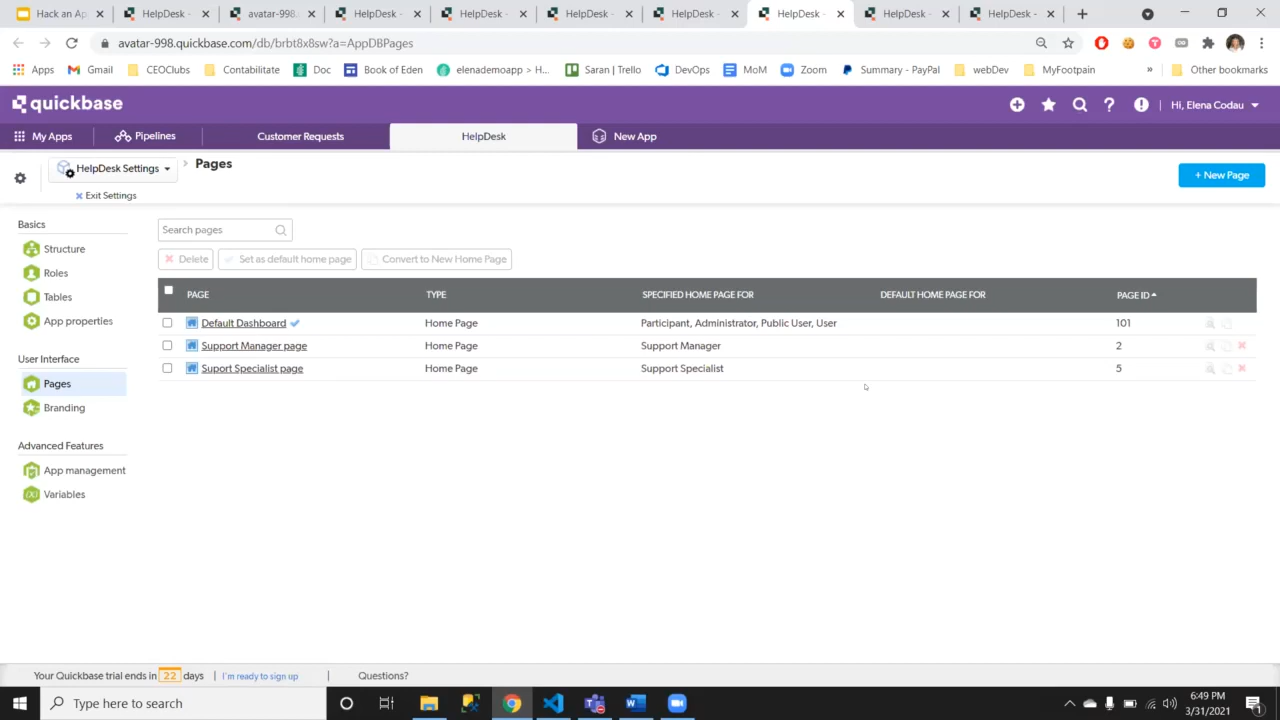 Hack an Ap
HelpDesk -
avatar-998.
HelpDesk -
HelpDesk -
HelpDesk -
HelpDesk -
HelpDesk -
HelpDesk -
HelpDesk -
avatar-998.quickbase.com/db/brbt8x8sw?a=AppDBPages
Apps
Gmail
CEOClubs
Contabilitate
Doc
Book of Eden
elenademoapp > H...
Saran | Trello
DevOps
MoM
Zoom
Summary - PayPal
webDev
MyFootpain
»
Other bookmarks
quickbase
Hi, Elena Codau
My Apps
Pipelines
Customer Requests
HelpDesk
New App
HelpDesk Settings
Pages
+ New Page
Exit Settings
Basics
Structure
Roles
Tables
App properties
User Interface
Pages
Branding
Advanced Features
App management
Variables
Search pages
Delete
Set as default home page
Convert to New Home Page
PAGE TYPE SPECIFIED HOME PAGE FOR DEFAULT HOME PAGE FOR PAGE ID
Default Dashboard Home Page Participant, Administrator, Public User, User 101
Support Manager page Home Page Support Manager 2
Suport Specialist page Home Page Support Specialist 5
Your Quickbase trial ends in 22 days | I'm ready to sign up | Questions?
Type here to search
6:49 PM
3/31/2021
1